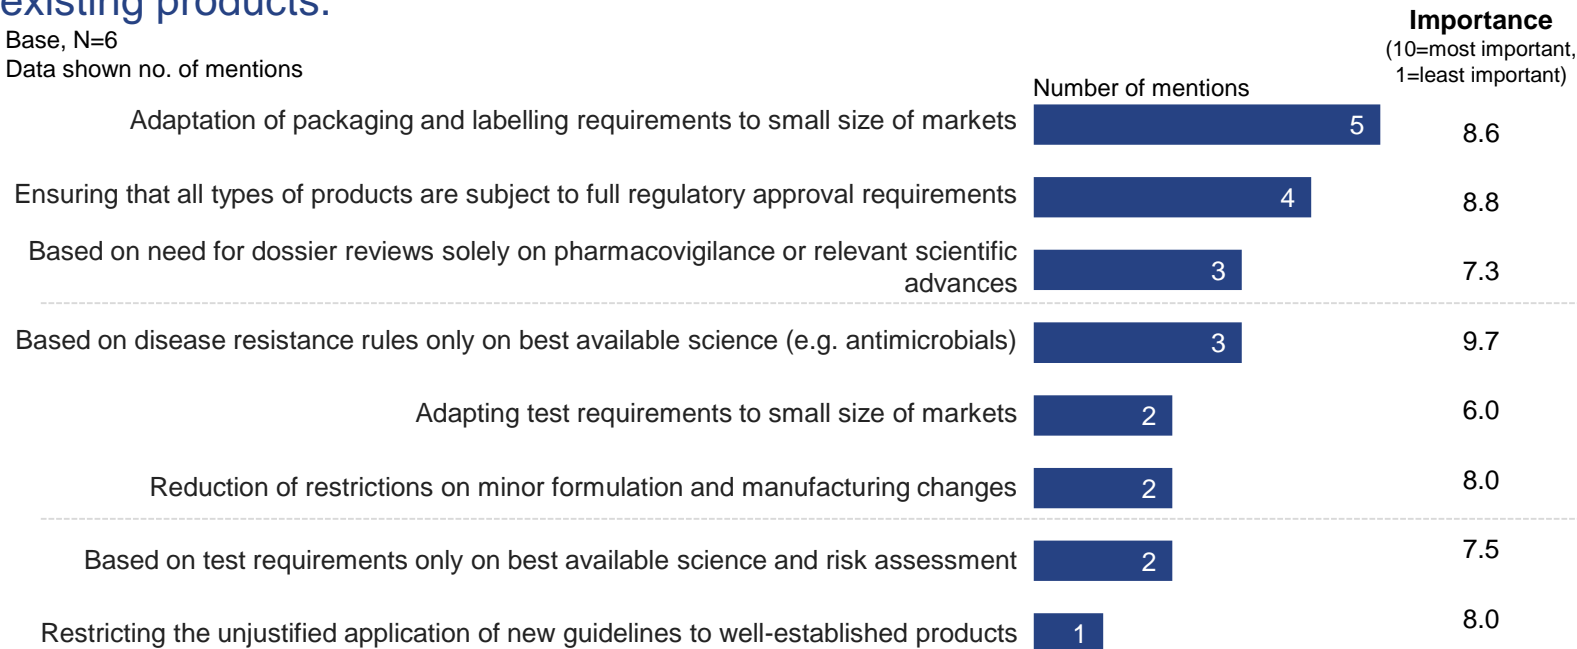 existing products.
Base, N=6
Data shown no. of mentions
Importance
(10=most important,
1=least important)
Number of mentions
Adaptation of packaging and labelling requirements to small size of markets 5 8.6
Ensuring that all types of products are subject to full regulatory approval requirements 4 8.8
Based on need for dossier reviews solely on pharmacovigilance or relevant scientific
advances 3 7.3
Based on disease resistance rules only on best available science (e.g. antimicrobials) 3 9.7
Adapting test requirements to small size of markets 2 6.0
Reduction of restrictions on minor formulation and manufacturing changes 2 8.0
Based on test requirements only on best available science and risk assessment 2 7.5
Restricting the unjustified application of new guidelines to well-established products 1 8.0